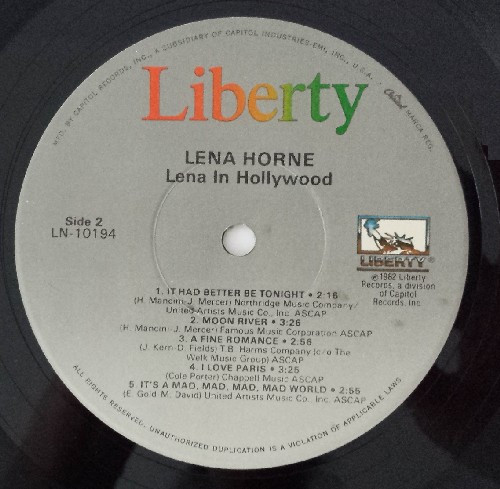 MFD. BY CAPITOL RECORDS, INC., A SUBSIDIARY OF CAPITOL INDUSTRIES-EMI, INC., U.S.A.
Capitol MARCA REG.
Liberty
LENA HORNE
Lena In Hollywood
Side 2
LN-10194
LIBERTY
℗1982 Liberty
Records, a division
of Capitol
Records, Inc.
1. IT HAD BETTER BE TONIGHT • 2:16
(H. Mancini-J. Mercer) Northridge Music Company/
United Artists Music Co., Inc. ASCAP
2. MOON RIVER • 3:26
(H. Mancini-J. Mercer) Famous Music Corporation ASCAP
3. A FINE ROMANCE • 2:56
(J. Kern-D. Fields) T.B. Harms Company (c/o The
Welk Music Group) ASCAP
4. I LOVE PARIS • 3:25
(Cole Porter) Chappell Music ASCAP
5. IT'S A MAD, MAD, MAD, MAD WORLD • 2:55
(E. Gold-M. David) United Artists Music Co., Inc. ASCAP
ALL RIGHTS RESERVED. UNAUTHORIZED DUPLICATION IS A VIOLATION OF APPLICABLE LAWS